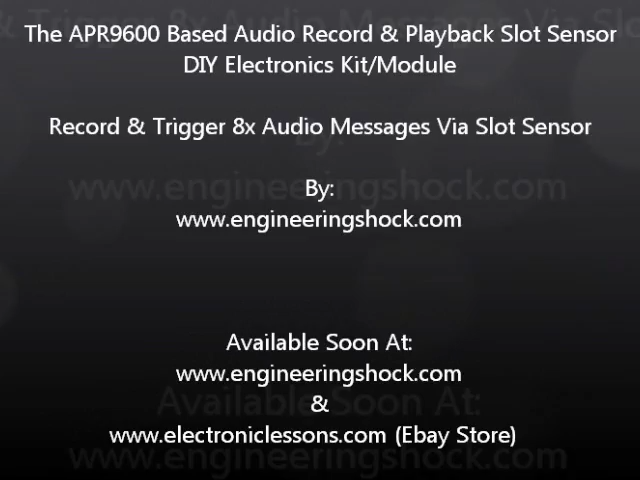 The APR9600 Based Audio Record & Playback Slot Sensor
DIY Electronics Kit/Module
Record & Trigger 8x Audio Messages Via Slot Sensor
By:
www.engineeringshock.com
Available Soon At:
www.engineeringshock.com
&
www.electroniclessons.com (Ebay Store)